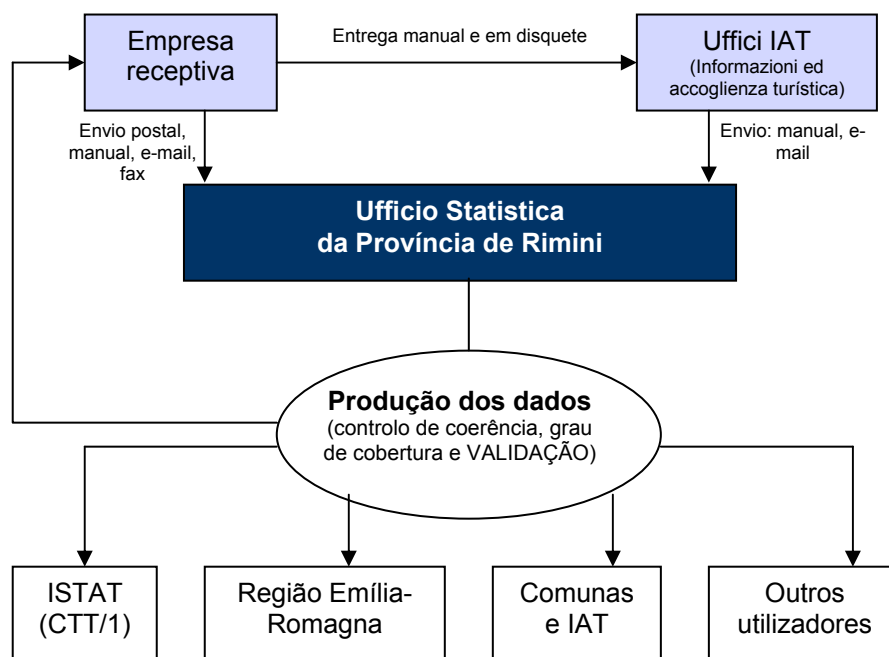 Empresa
receptiva
Entrega manual e em disquete
Uffici IAT
(Informazioni ed
accoglienza turística)
Envio postal,
manual, e-mail,
fax
Envio: manual, e-
mail
Ufficio Statistica
da Província de Rimini
Produção dos dados
(controlo de coerência, grau
de cobertura e VALIDAÇÃO)
ISTAT
(CTT/1)
Região Emília-
Romagna
Comunas
e IAT
Outros
utilizadores